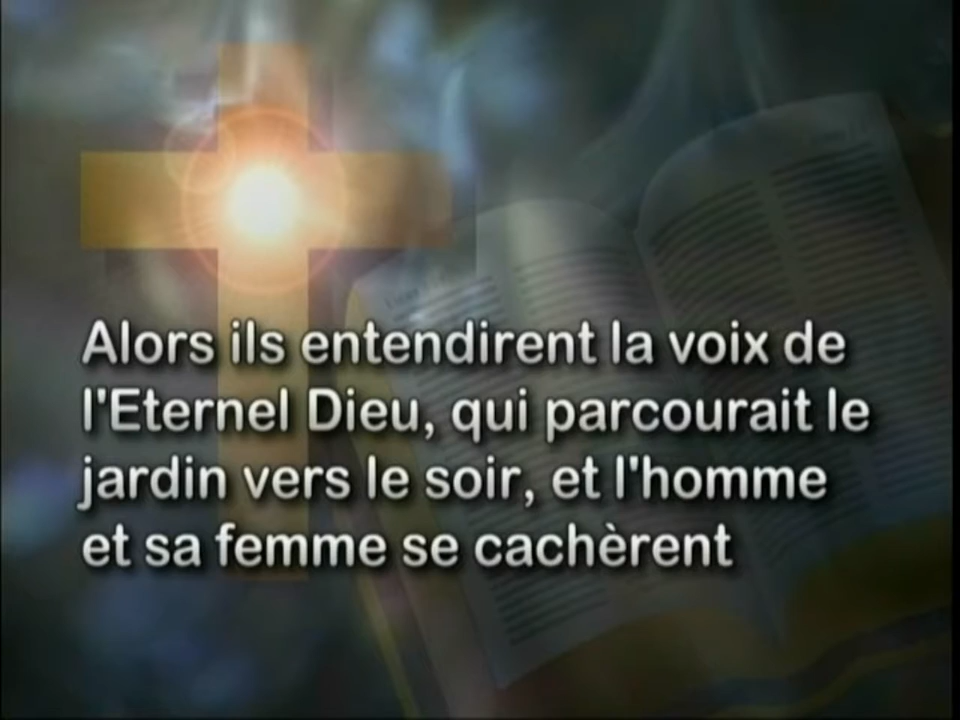 Alors ils entendirent la voix de
l'Eternel Dieu, qui parcourait le
jardin vers le soir, et l'homme
et sa femme se cachèrent